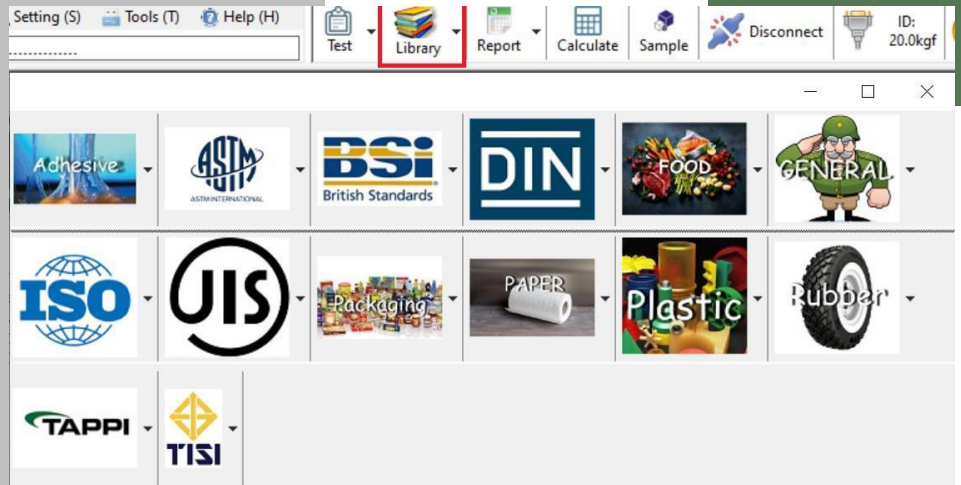 Setting (S) Tools (T) Help (H)
Test Library Report Calculate Sample Disconnect ID:
20.0kgf
Adhesive
ASTM
ASTM INTERNATIONAL
BSi
British Standards
DIN
FOOD
GENERAL
ISO
JIS
Packaging
PAPER
Plastic
Rubber
TAPPI
TISI